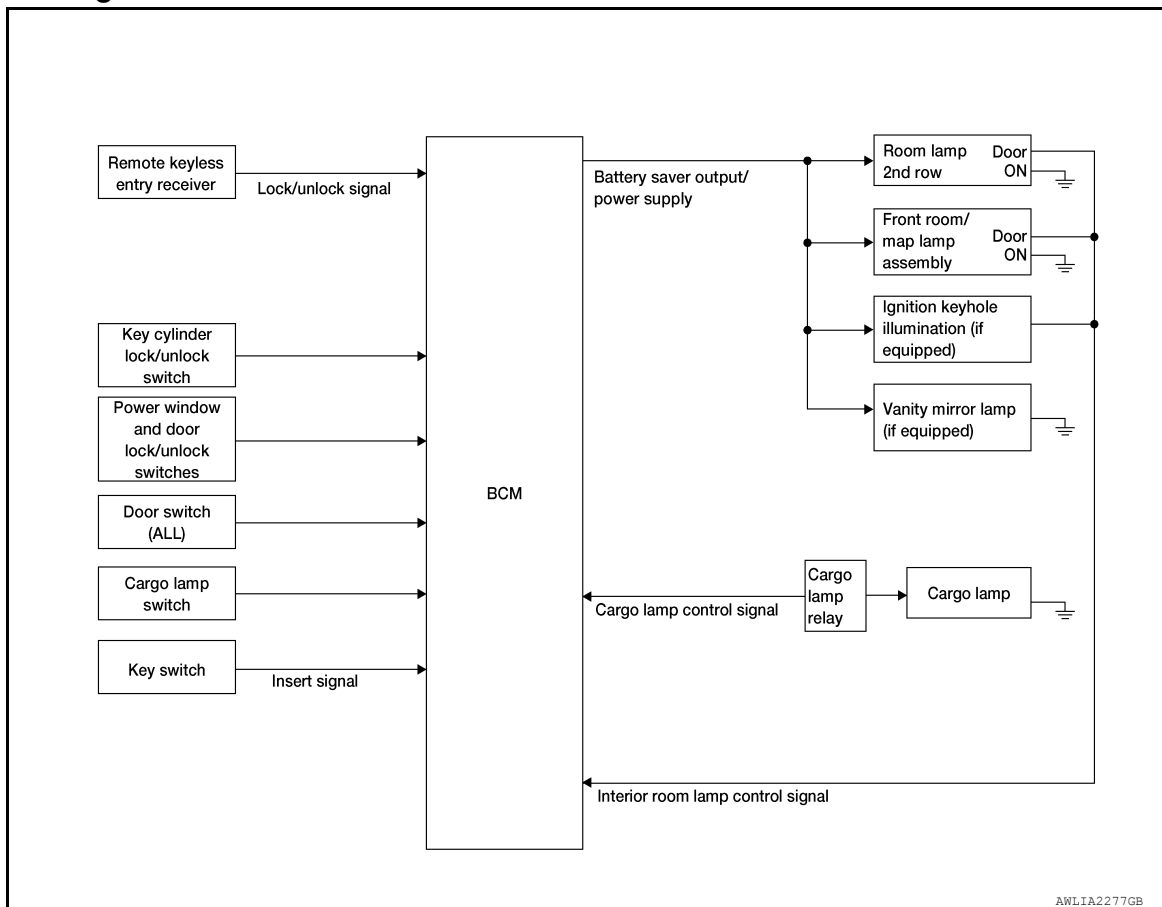 Remote keyless
entry receiver
Lock/unlock signal
Key cylinder
lock/unlock
switch
Power window
and door
lock/unlock
switches
Door switch
(ALL)
Cargo lamp
switch
Key switch
Insert signal
BCM
Battery saver output/
power supply
Room lamp Door
2nd row ON
Front room/
map lamp Door
assembly ON
Ignition keyhole
illumination (if
equipped)
Vanity mirror lamp
(if equipped)
Cargo lamp control signal
Cargo
lamp
relay
Cargo lamp
Interior room lamp control signal
AWLIA2277GB